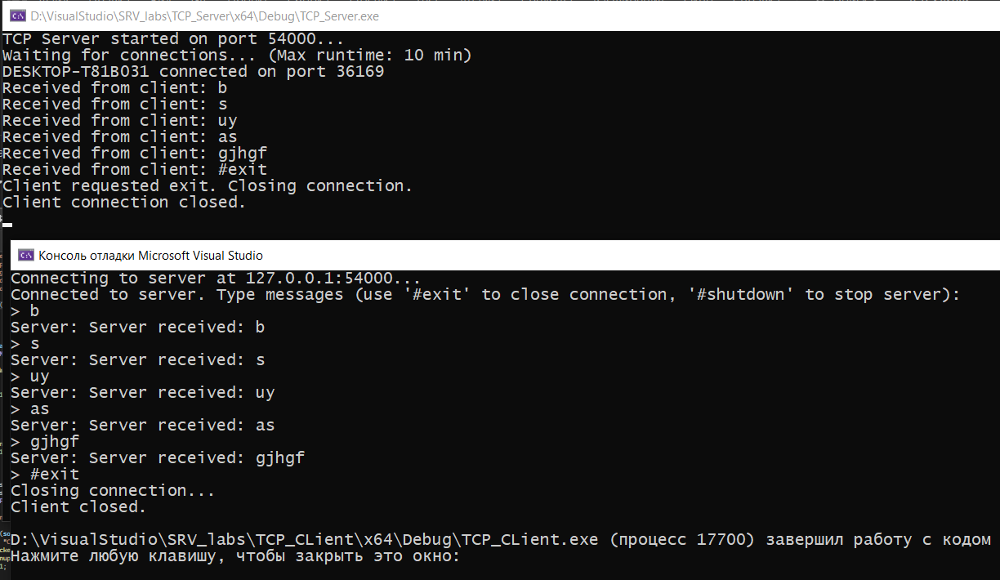 D:\VisualStudio\SRV_labs\TCP_Server\x64\Debug\TCP_Server.exe
TCP Server started on port 54000...
Waiting for connections... (Max runtime: 10 min)
DESKTOP-T81B031 connected on port 36169
Received from client: b
Received from client: s
Received from client: uy
Received from client: as
Received from client: gjhgf
Received from client: #exit
Client requested exit. Closing connection.
Client connection closed.
Консоль отладки Microsoft Visual Studio
Connecting to server at 127.0.0.1:54000...
Connected to server. Type messages (use '#exit' to close connection, '#shutdown' to stop server):
> b
Server: Server received: b
> s
Server: Server received: s
> uy
Server: Server received: uy
> as
Server: Server received: as
> gjhgf
Server: Server received: gjhgf
> #exit
Closing connection...
Client closed.
D:\VisualStudio\SRV_labs\TCP_CLient\x64\Debug\TCP_CLient.exe (процесс 17700) завершил работу с кодом
Нажмите любую клавишу, чтобы закрыть это окно: